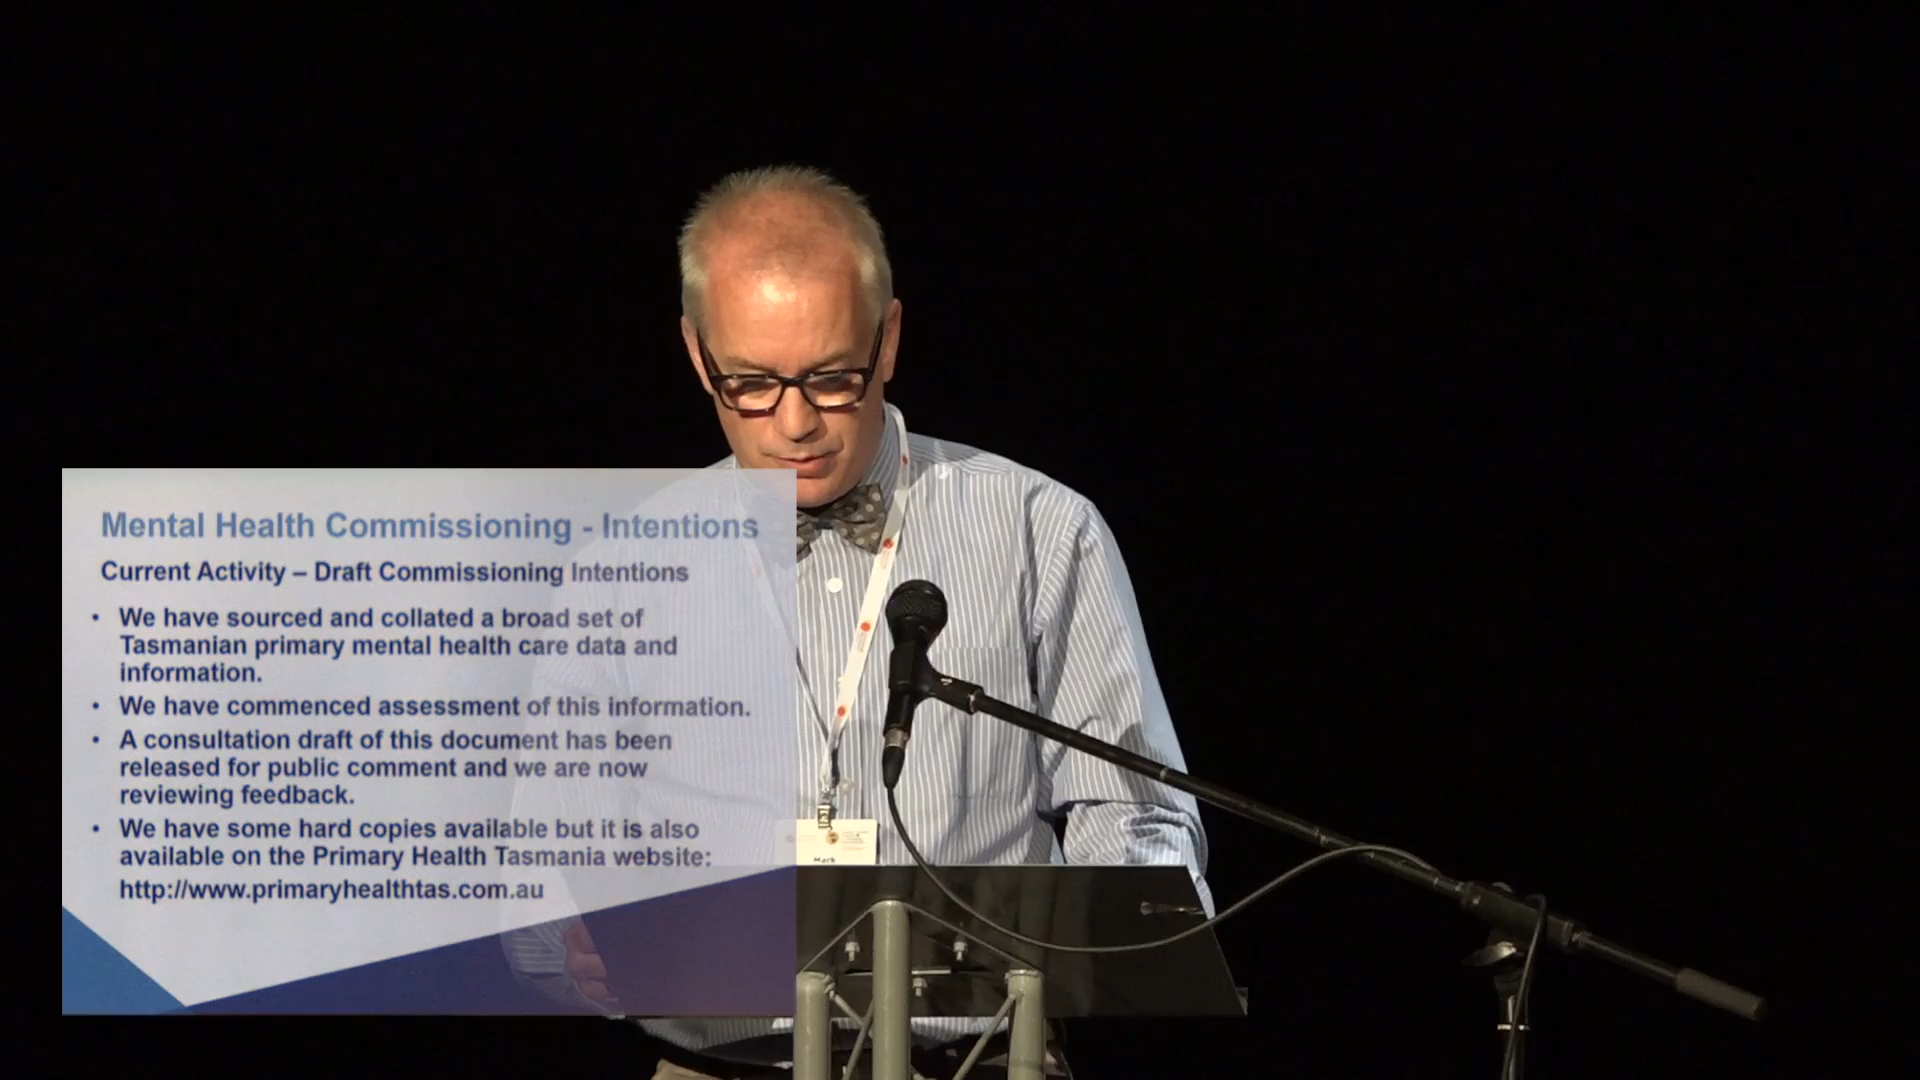 Mental Health Commissioning - Intentions
Current Activity – Draft Commissioning Intentions
• We have sourced and collated a broad set of
Tasmanian primary mental health care data and
information.
• We have commenced assessment of this information.
• A consultation draft of this document has been
released for public comment and we are now
reviewing feedback.
• We have some hard copies available but it is also
available on the Primary Health Tasmania website:
http://www.primaryhealthtas.com.au
Mark